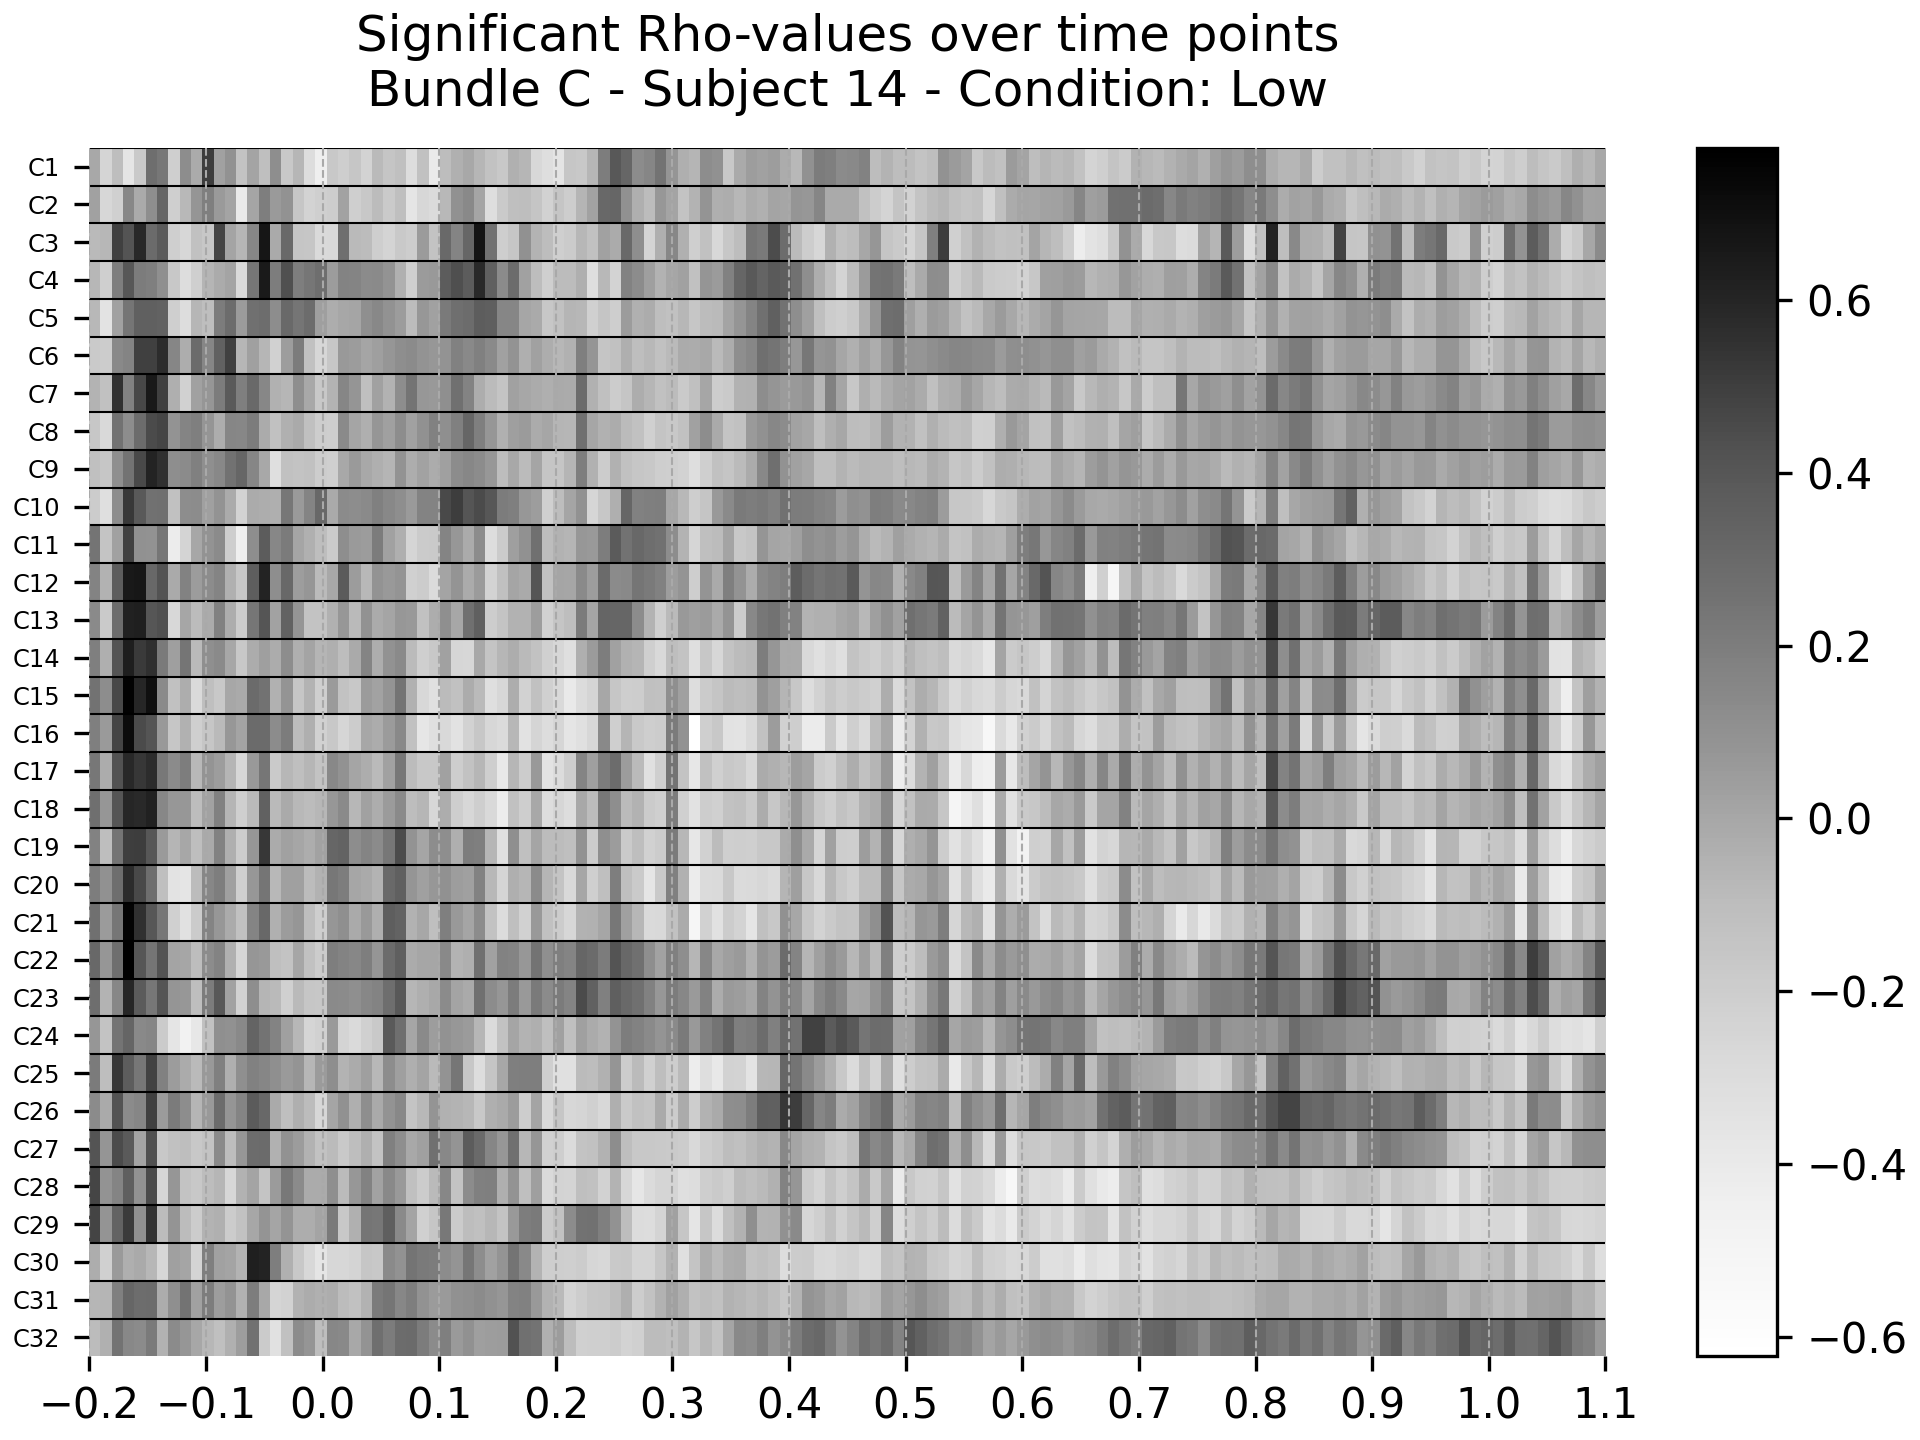 Significant Rho-values over time points
Bundle C - Subject 14 - Condition: Low
C1
C2
C3
C4
C5
C6
C7
C8
C9
C10
C11
C12
C13
C14
C15
C16
C17
C18
C19
C20
C21
C22
C23
C24
C25
C26
C27
C28
C29
C30
C31
C32
−0.2 −0.1 0.0 0.1 0.2 0.3 0.4 0.5 0.6 0.7 0.8 0.9 1.0 1.1
0.6
0.4
0.2
0.0
−0.2
−0.4
−0.6